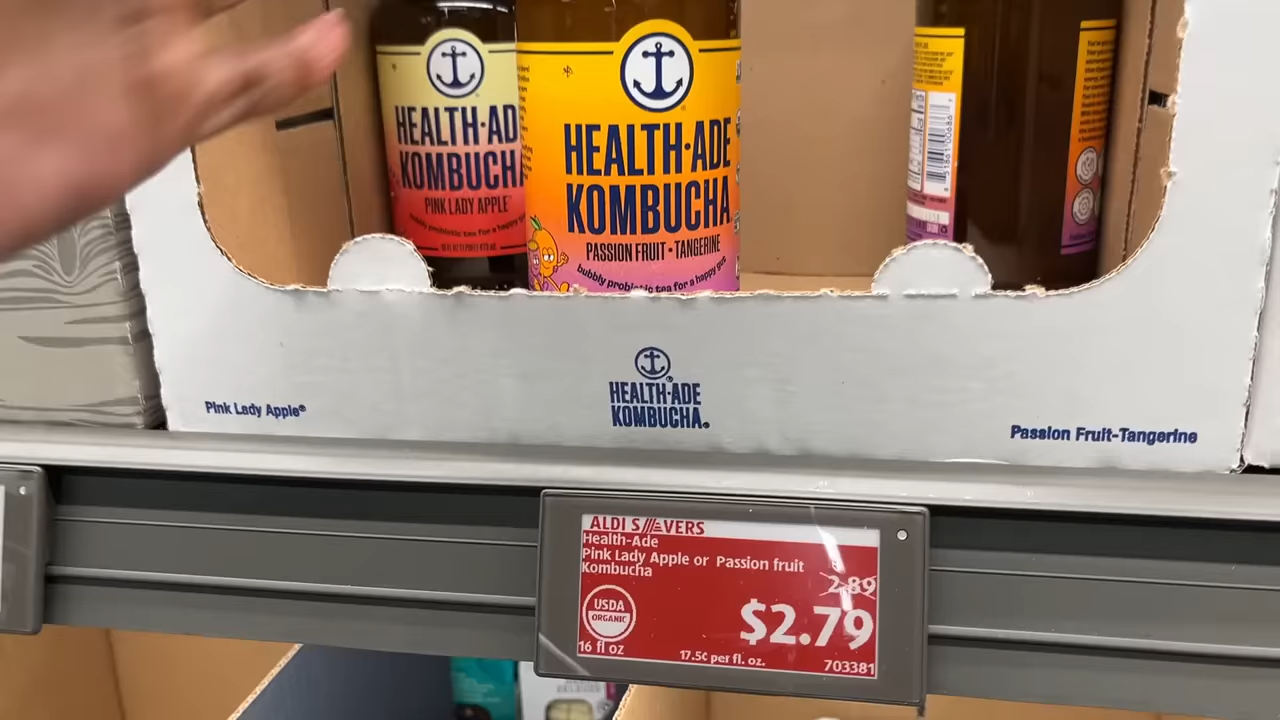 HEALTH-AD
KOMBUCH
PINK LADY APPLE
HEALTH·ADE
KOMBUCHA
PASSION FRUIT • TANGERINE
bubbly probiotic tea for a happy gut
HEALTH-ADE
KOMBUCHA®
Pink Lady Apple®
Passion Fruit-Tangerine
ALDI SAVERS
Health-Ade
Pink Lady Apple or Passion fruit
Kombucha
2.89
$2.79
USDA
ORGANIC
16 fl oz
17.5¢ per fl. oz.
703381